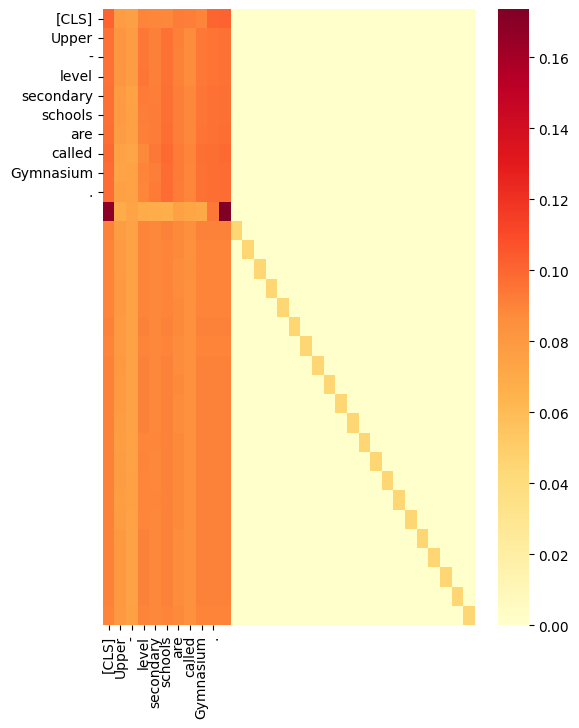 [CLS]
Upper
-
level
secondary
schools
are
called
Gymnasium
.
[CLS]
Upper
-
level
secondary
schools
are
called
Gymnasium
.
0.16
0.14
0.12
0.10
0.08
0.06
0.04
0.02
0.00